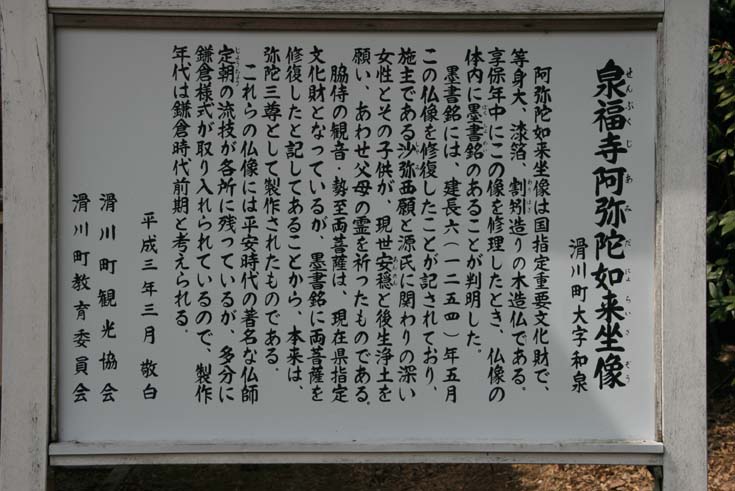 泉福寺阿弥陀如来坐像
せんぷくじあみだにょらいざぞう
滑川町大字和泉
阿弥陀如来坐像は国指定重要文化財で、
等身大、漆箔、割矧造りの木造仏である。
享保年中にこの像を修理したとき、仏像の
体内に墨書銘のあることが判明した。
墨書銘には、建長六(一二五四)年五月
この仏像を修復したことが記されており、
施主である沙弥西願と源氏に関わりの深い
女性とその子供が、現世安穏と後生浄土を
願い、あわせ父母の霊を祈ったものである。
脇侍の観音・勢至両菩薩は、現在県指定
文化財となっているが、墨書銘に両菩薩を
修復したと記してあることから、本来は、
弥陀三尊として製作されたものである。
これらの仏像には平安時代の著名な仏師
定朝の流技が各所に残っているが、多分に
鎌倉様式が取り入れられているので、製作
年代は鎌倉時代前期と考えられる。
平成三年三月 敬白
滑川町観光協会
滑川町教育委員会